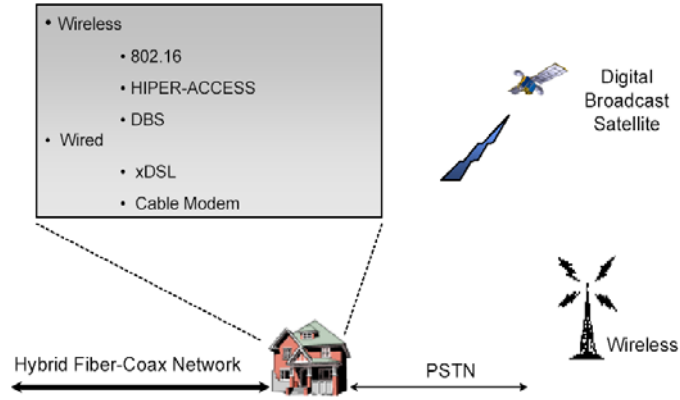 • Wireless
• 802.16
• HIPER-ACCESS
• DBS
• Wired
• xDSL
• Cable Modem
Digital
Broadcast
Satellite
Wireless
Hybrid Fiber-Coax Network
PSTN